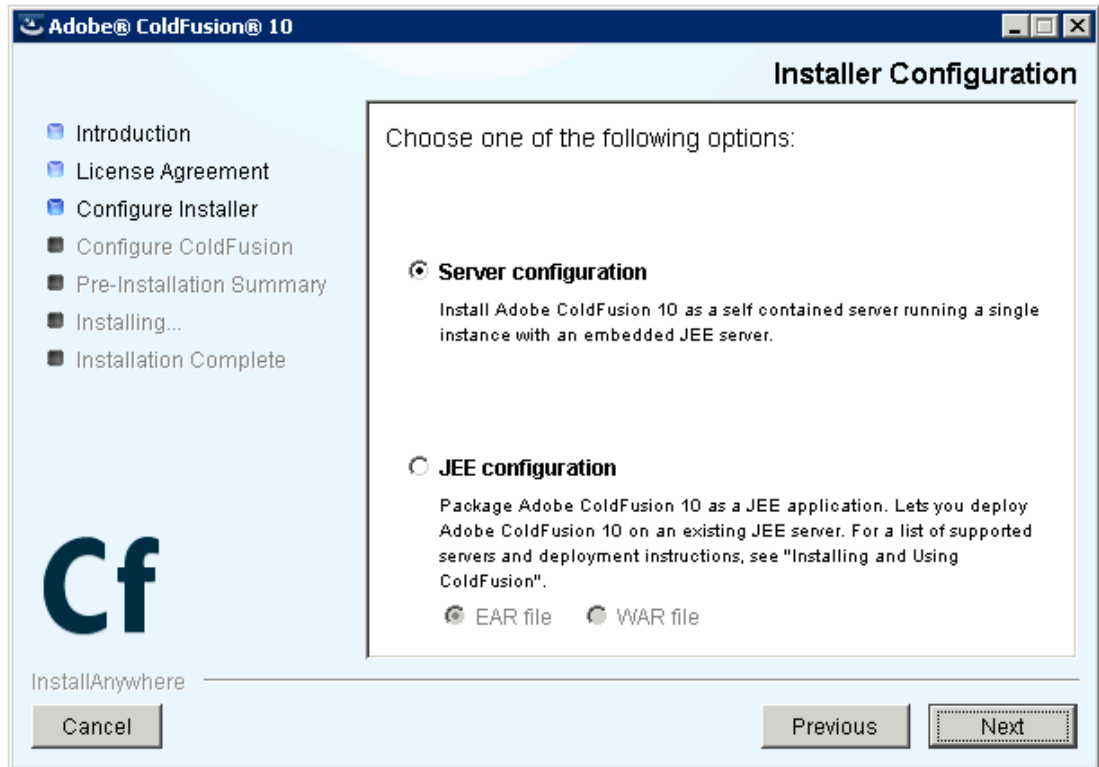 Adobe® ColdFusion® 10
Installer Configuration
Introduction
License Agreement
Configure Installer
Configure ColdFusion
Pre-Installation Summary
Installing...
Installation Complete
Choose one of the following options:
Server configuration
Install Adobe ColdFusion 10 as a self contained server running a single
instance with an embedded JEE server.
JEE configuration
Package Adobe ColdFusion 10 as a JEE application. Lets you deploy
Adobe ColdFusion 10 on an existing JEE server. For a list of supported
servers and deployment instructions, see "Installing and Using
ColdFusion".
EAR file WAR file
Cf
InstallAnywhere
Cancel Previous Next